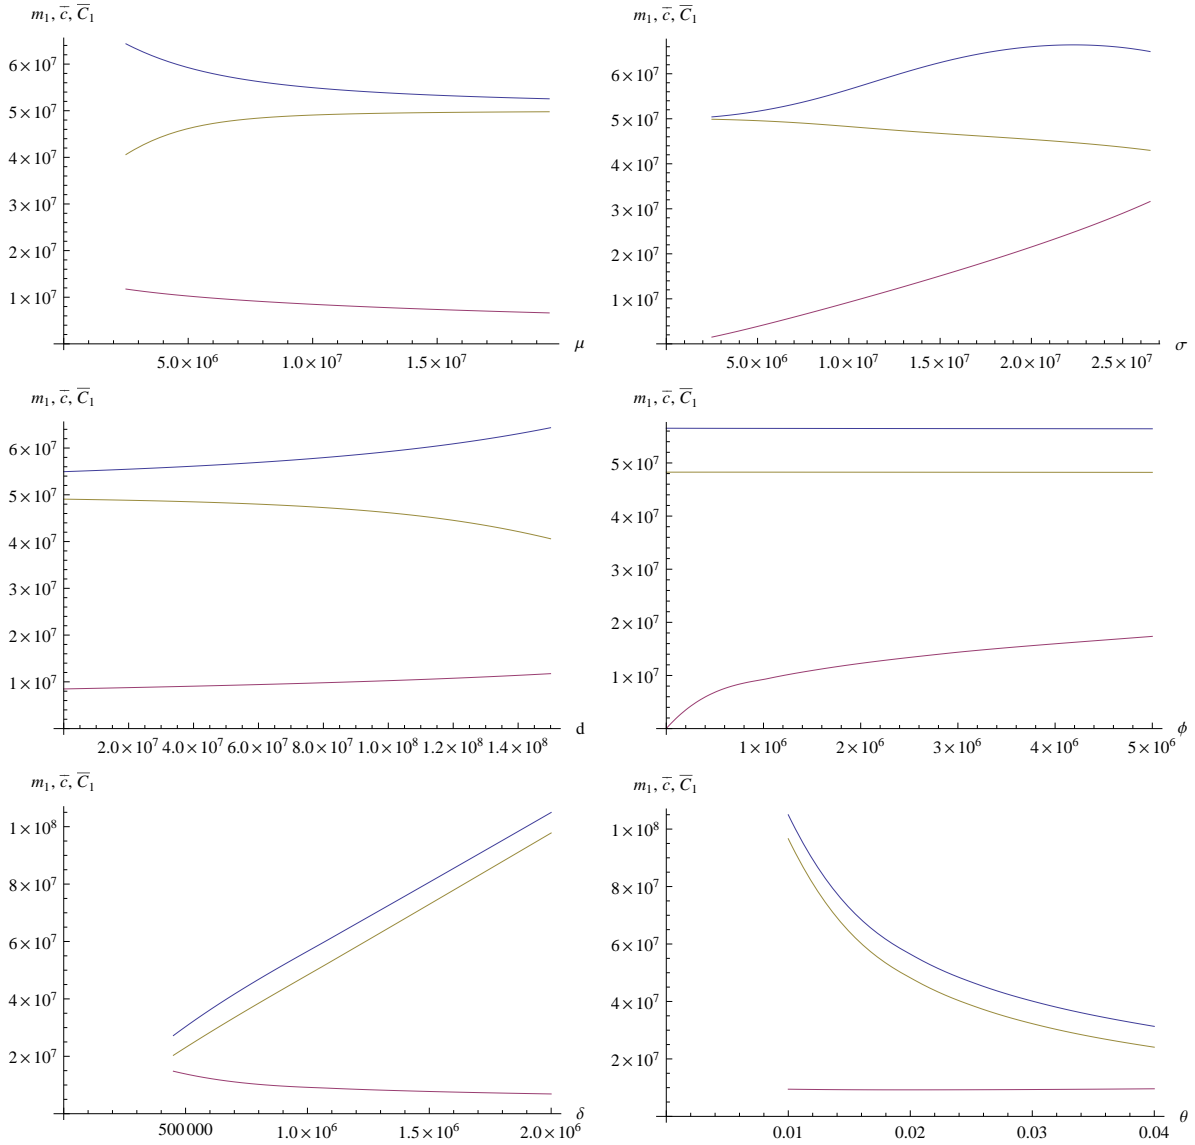 m₁, c̄, C̄₁
6×10⁷
5×10⁷
4×10⁷
3×10⁷
2×10⁷
1×10⁷
5.0×10⁶ 1.0×10⁷ 1.5×10⁷ μ
m₁, c̄, C̄₁
6×10⁷
5×10⁷
4×10⁷
3×10⁷
2×10⁷
1×10⁷
5.0×10⁶ 1.0×10⁷ 1.5×10⁷ 2.0×10⁷ 2.5×10⁷ σ
m₁, c̄, C̄₁
6×10⁷
5×10⁷
4×10⁷
3×10⁷
2×10⁷
1×10⁷
2.0×10⁷ 4.0×10⁷ 6.0×10⁷ 8.0×10⁷ 1.0×10⁸ 1.2×10⁸ 1.4×10⁸ d
m₁, c̄, C̄₁
5×10⁷
4×10⁷
3×10⁷
2×10⁷
1×10⁷
1×10⁶ 2×10⁶ 3×10⁶ 4×10⁶ 5×10⁶ ϕ
m₁, c̄, C̄₁
1×10⁸
8×10⁷
6×10⁷
4×10⁷
2×10⁷
500000 1.0×10⁶ 1.5×10⁶ 2.0×10⁶ δ
m₁, c̄, C̄₁
1×10⁸
8×10⁷
6×10⁷
4×10⁷
2×10⁷
0.01 0.02 0.03 0.04 θ